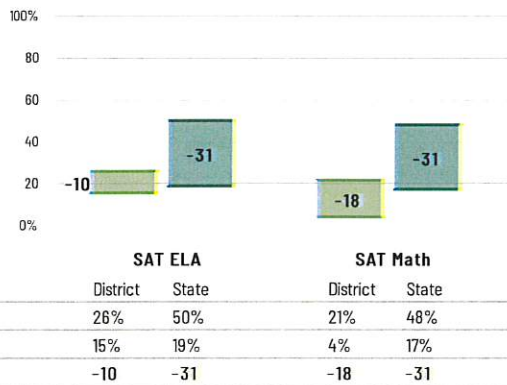 100%
80
60
40
20
0%
-10
-31
-18
-31
SAT ELA SAT Math
District State District State
26% 50% 21% 48%
15% 19% 4% 17%
-10 -31 -18 -31